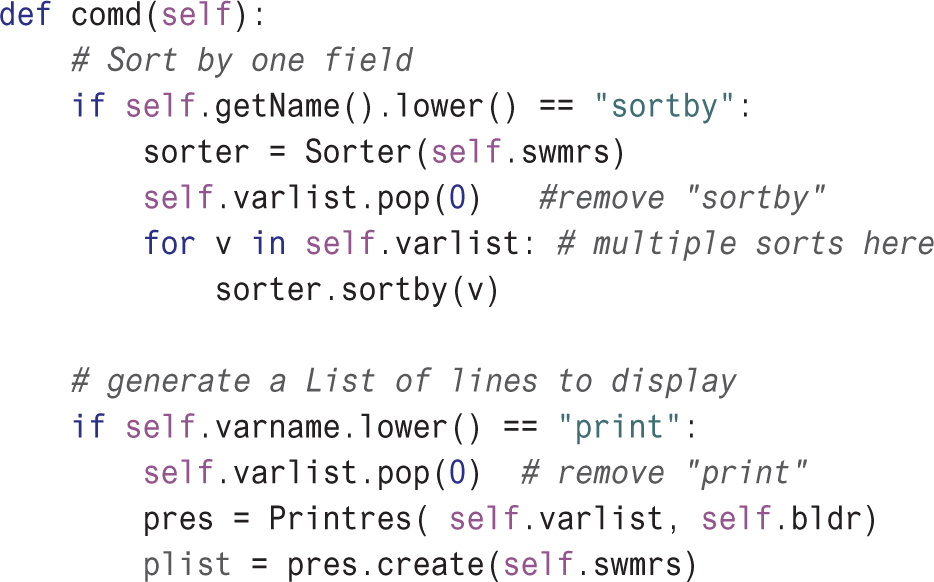 def comd(self):
    # Sort by one field
    if self.getName().lower() == "sortby":
        sorter = Sorter(self.swmrs)
        self.varlist.pop(0)   #remove "sortby"
        for v in self.varlist: # multiple sorts here
            sorter.sortby(v)

    # generate a List of lines to display
    if self.varname.lower() == "print":
        self.varlist.pop(0)  # remove "print"
        pres = Printres( self.varlist, self.bldr)
        plist = pres.create(self.swmrs)